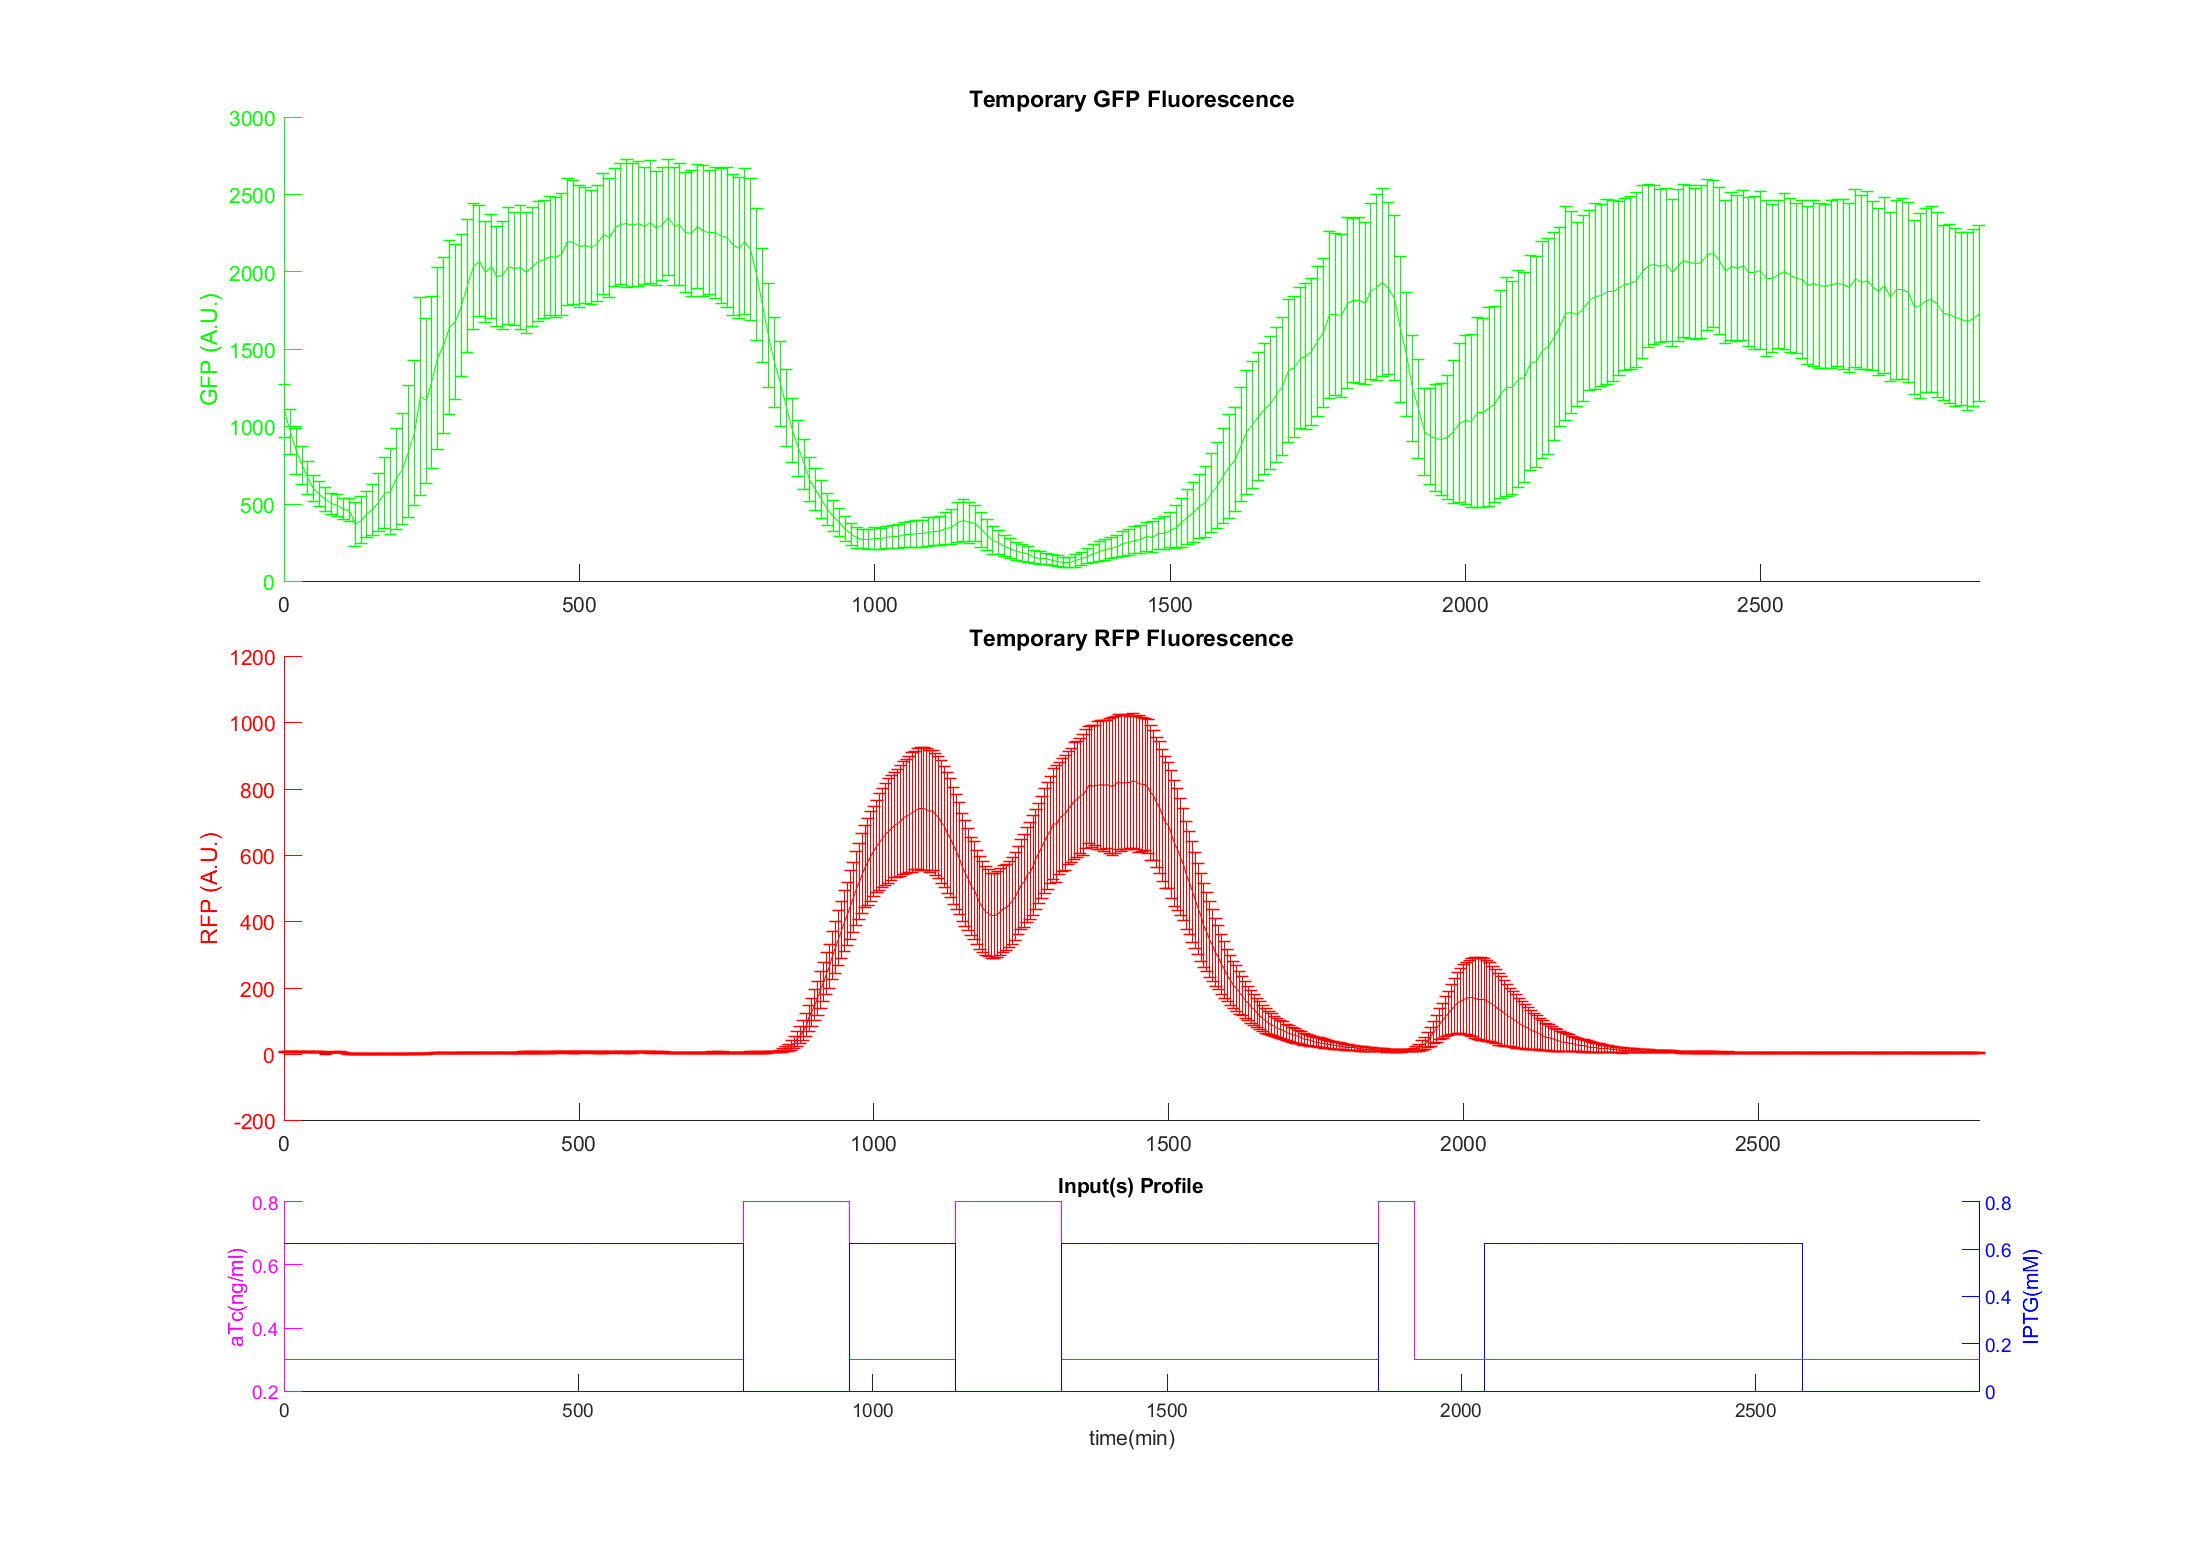 Temporary GFP Fluorescence
3000
2500
2000
1500
1000
500
0
GFP (A.U.)
0 500 1000 1500 2000 2500
Temporary RFP Fluorescence
1200
1000
800
600
400
200
0
-200
RFP (A.U.)
0 500 1000 1500 2000 2500
Input(s) Profile
0.8
0.6
0.4
0.2
aTc(ng/ml)
0.8
0.6
0.4
0.2
0
IPTG(mM)
0 500 1000 1500 2000 2500
time(min)